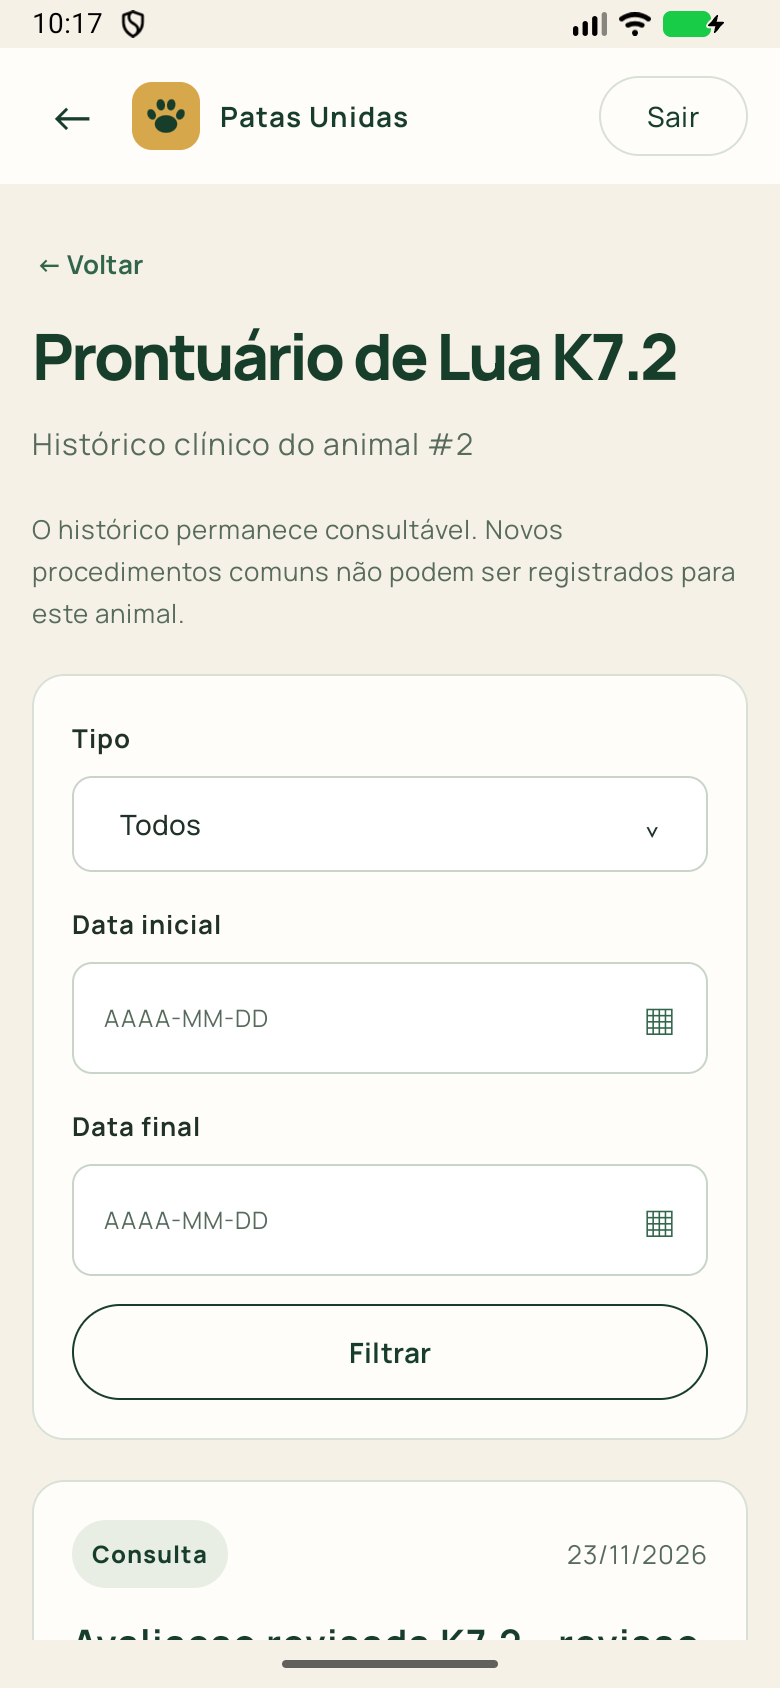 10:17
Patas Unidas
Sair
← Voltar
Prontuário de Lua K7.2
Histórico clínico do animal #2
O histórico permanece consultável. Novos
procedimentos comuns não podem ser registrados para
este animal.
Tipo
Todos
Data inicial
AAAA-MM-DD
Data final
AAAA-MM-DD
Filtrar
Consulta
23/11/2026